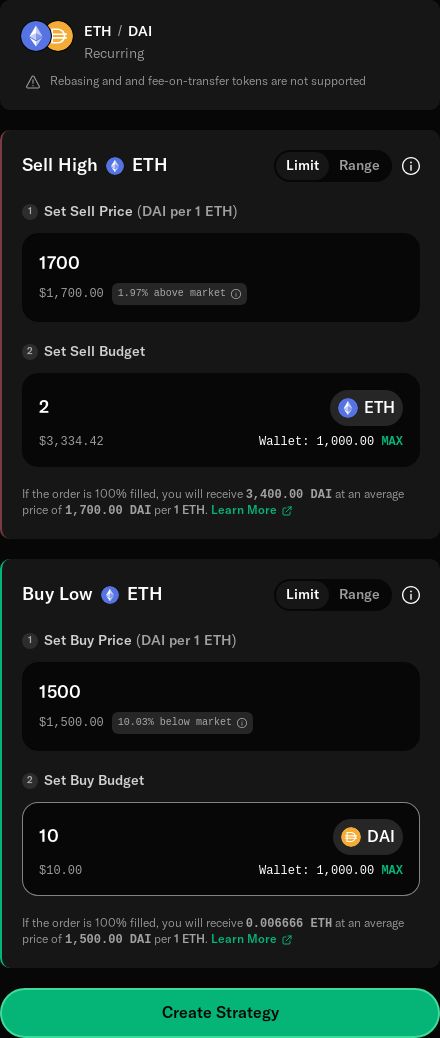 ETH / DAI
Recurring
Rebasing and and fee-on-transfer tokens are not supported
Sell High ETH Limit Range
1 Set Sell Price (DAI per 1 ETH)
1700
$1,700.00 1.97% above market
2 Set Sell Budget
2 ETH
$3,334.42 Wallet: 1,000.00 MAX
If the order is 100% filled, you will receive 3,400.00 DAI at an average
price of 1,700.00 DAI per 1 ETH. Learn More
Buy Low ETH Limit Range
1 Set Buy Price (DAI per 1 ETH)
1500
$1,500.00 10.03% below market
2 Set Buy Budget
10 DAI
$10.00 Wallet: 1,000.00 MAX
If the order is 100% filled, you will receive 0.006666 ETH at an average
price of 1,500.00 DAI per 1 ETH. Learn More
Create Strategy